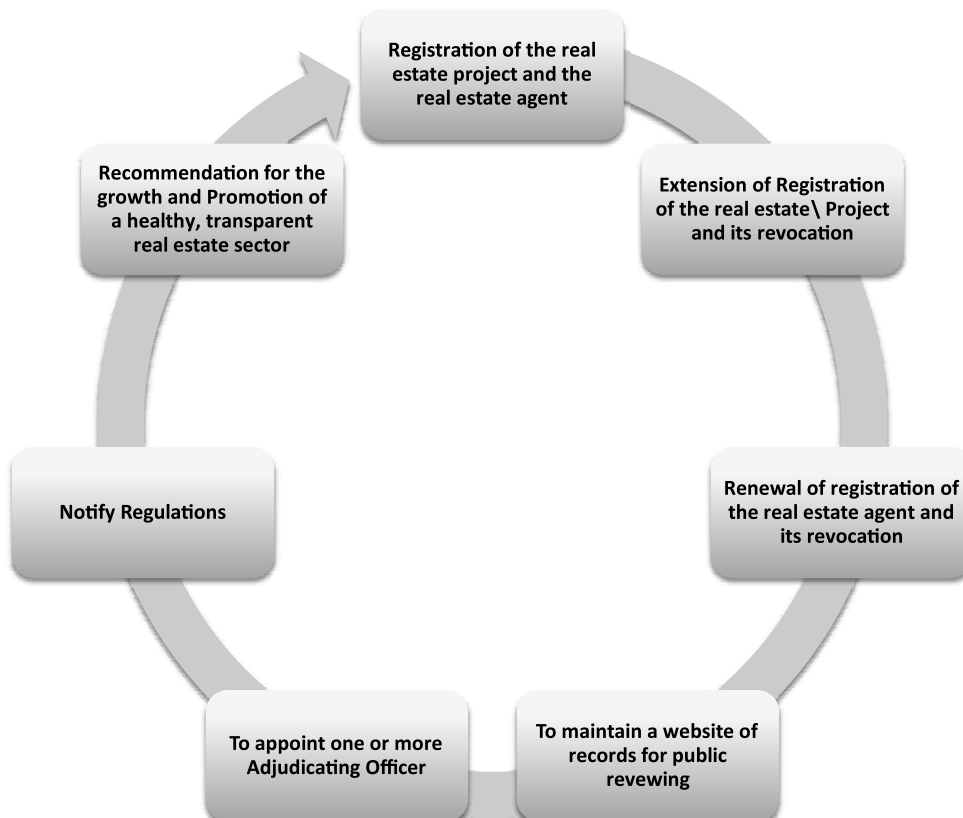 Registration of the real
estate project and the
real estate agent
Extension of Registration
of the real estate\ Project
and its revocation
Renewal of registration of
the real estate agent and
its revocation
To maintain a website of
records for public
revewing
To appoint one or more
Adjudicating Officer
Notify Regulations
Recommendation for the
growth and Promotion of
a healthy, transparent
real estate sector